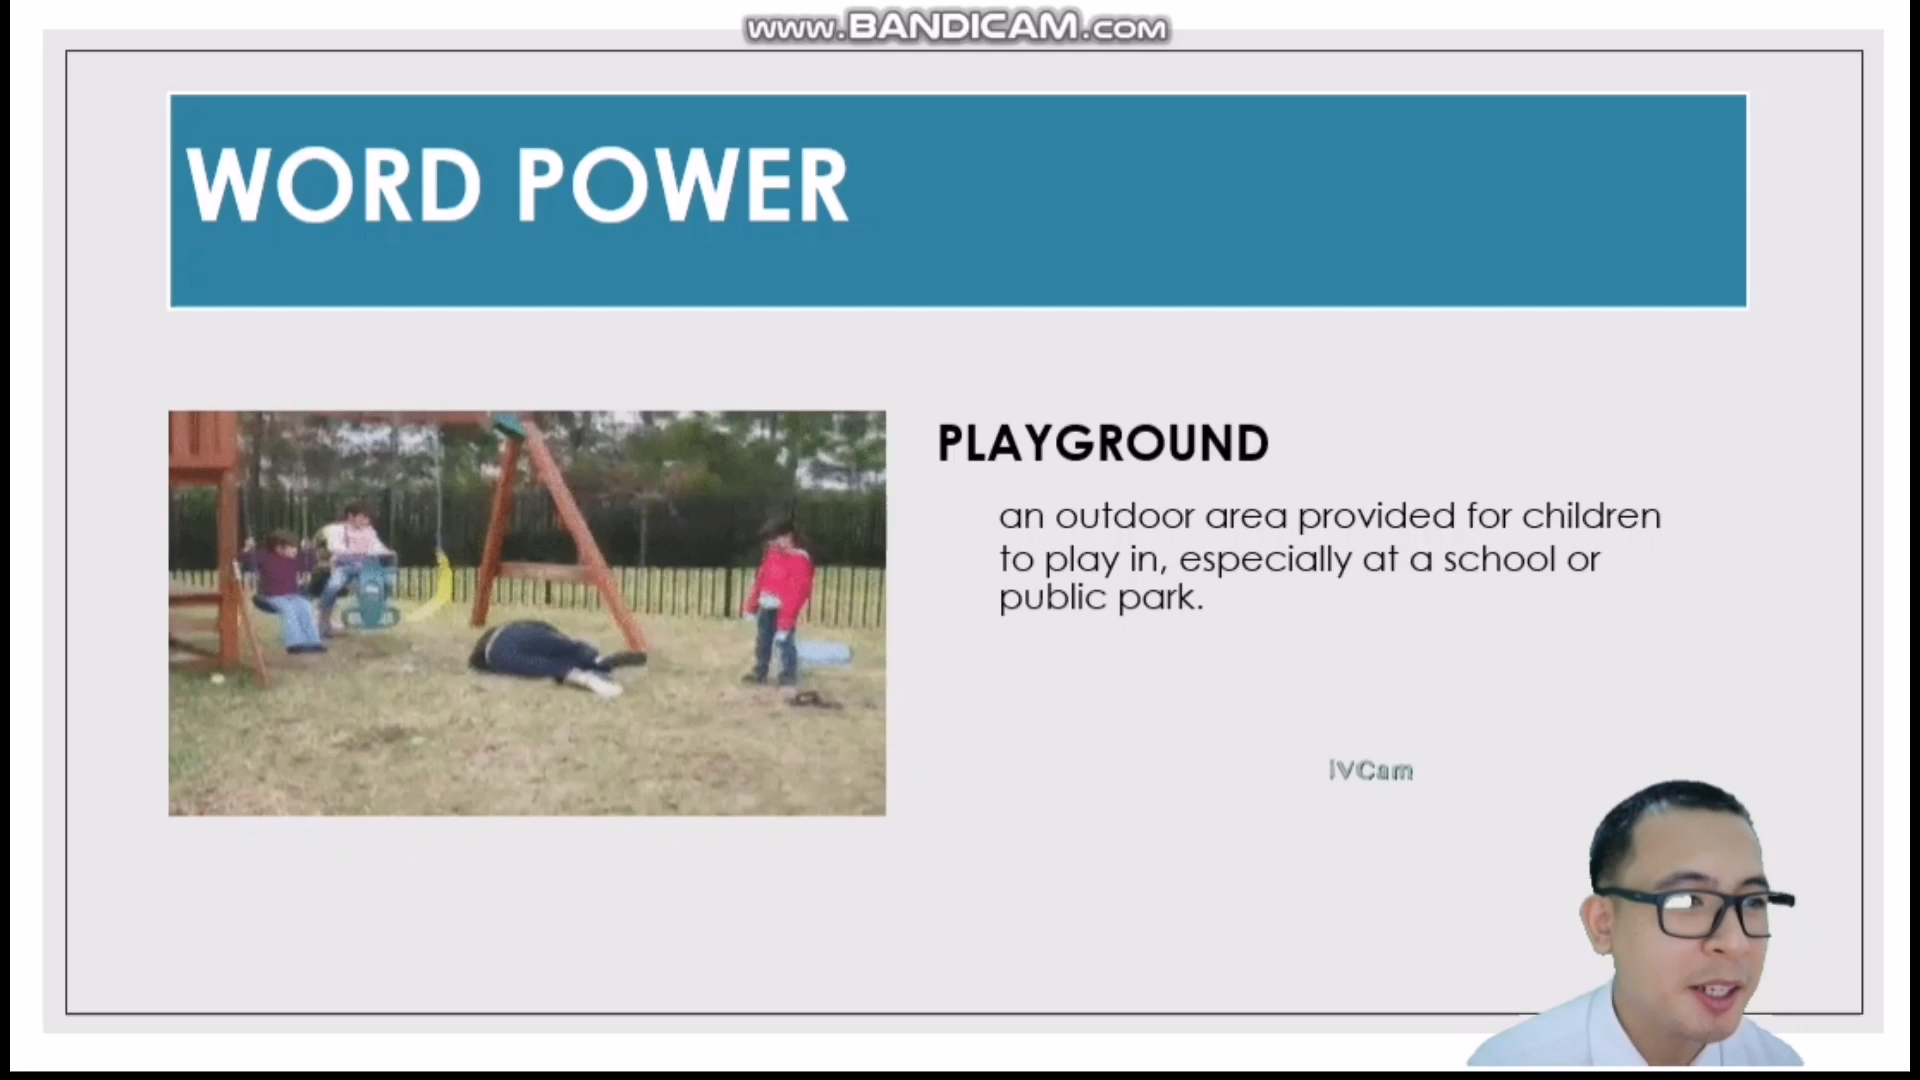 www.BANDICAM.com
WORD POWER
PLAYGROUND
an outdoor area provided for children
to play in, especially at a school or
public park.
iVCam